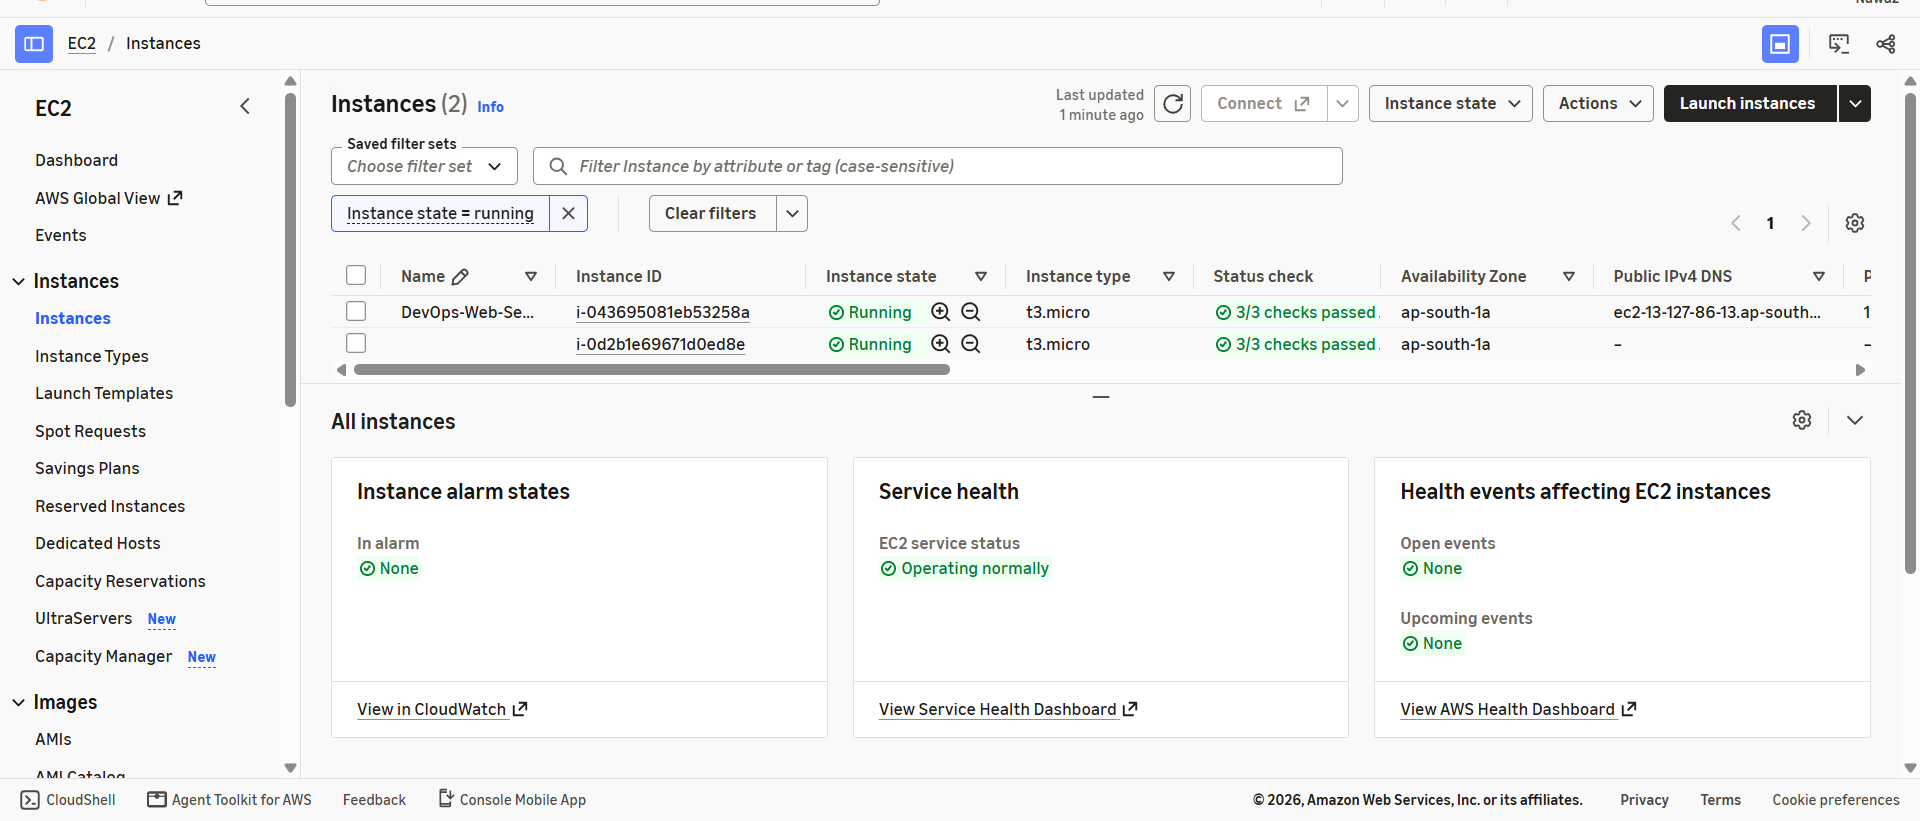 EC2 / Instances
EC2
Dashboard
AWS Global View
Events
Instances
Instances
Instance Types
Launch Templates
Spot Requests
Savings Plans
Reserved Instances
Dedicated Hosts
Capacity Reservations
UltraServers New
Capacity Manager New
Images
AMIs
AMI Catalog
Instances (2) Info
Last updated
1 minute ago
Connect
Instance state
Actions
Launch instances
Saved filter sets
Choose filter set
Filter Instance by attribute or tag (case-sensitive)
Instance state = running
Clear filters
1
Name Instance ID Instance state Instance type Status check Availability Zone Public IPv4 DNS P
DevOps-Web-Se... i-043695081eb53258a Running t3.micro 3/3 checks passed ap-south-1a ec2-13-127-86-13.ap-south... 1
i-0d2b1e69671d0ed8e Running t3.micro 3/3 checks passed ap-south-1a – –
All instances
Instance alarm states
In alarm
None
View in CloudWatch
Service health
EC2 service status
Operating normally
View Service Health Dashboard
Health events affecting EC2 instances
Open events
None
Upcoming events
None
View AWS Health Dashboard
CloudShell Agent Toolkit for AWS Feedback Console Mobile App © 2026, Amazon Web Services, Inc. or its affiliates. Privacy Terms Cookie preferences